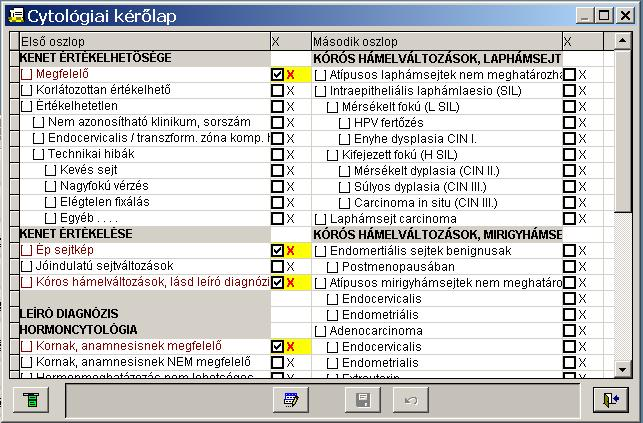 Cytológiai kérőlap
Első oszlop X Második oszlop X
KENET ÉRTÉKELHETÖSÉGE
[_] Megfelelő X
[_] Korlátozottan értékelhető X
[_] Értékelhetetlen X
[_] Nem azonosítható klinikum, sorszám X
[_] Endocervicalis / transzform. zóna komp. X
[_] Technikai hibák X
[_] Kevés sejt X
[_] Nagyfokú vérzés X
[_] Elégtelen fixálás X
[_] Egyéb . . . . X
KENET ÉRTÉKELÉSE
[_] Ép sejtkép X
[_] Jóindulatú sejtváltozások X
[_] Kóros hámelváltozások, lásd leíró diagnózi X
LEÍRÓ DIAGNÓZIS
HORMONCYTOLÓGIA
[_] Kornak, anamnesisnek megfelelő X
[_] Kornak, anamnesisnek NEM megfelelő X
[_] Hormonmeghatározás nem lehetséges X
KÓRÓS HÁMELVÁLTOZÁSOK, LAPHÁMSEJT
[_] Atípusos laphámsejtek nem meghatározha X
[_] Intraepitheliális laphámlaesio (SIL) X
[_] Mérsékelt fokú (L SIL) X
[_] HPV fertőzés X
[_] Enyhe dysplasia CIN I. X
[_] Kifejezett fokú (H SIL) X
[_] Mérsékelt dyplasia (CIN II.) X
[_] Súlyos dyplasia (CIN III.) X
[_] Carcinoma in situ (CIN III.) X
[_] Laphámsejt carcinoma X
KÓRÓS HÁMELVÁLTOZÁSOK, MIRIGYHÁMSE
[_] Endomertiális sejtek benignusak X
[_] Postmenopausában X
[_] Atípusos mirigyhámsejtek nem meghatáro X
[_] Endocervicalis X
[_] Endometriális X
[_] Adenocarcinoma X
[_] Endocervicalis X
[_] Endometrialis X
[_] Extrauterin X